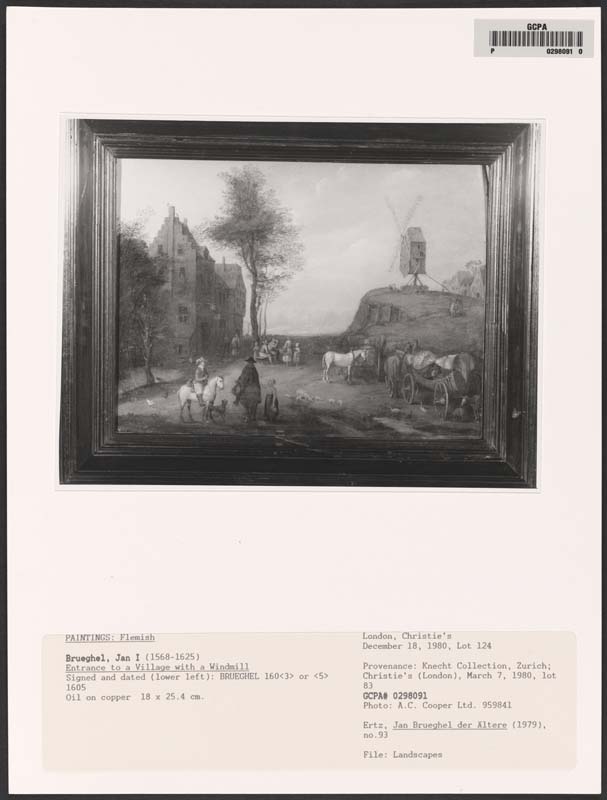 GCPA
P 0298091 0
PAINTINGS: Flemish
Brueghel, Jan I (1568-1625)
Entrance to a Village with a Windmill
Signed and dated (lower left): BRUEGHEL 160<3> or <5>
1605
Oil on copper 18 x 25.4 cm.
London, Christie's
December 18, 1980, Lot 124
Provenance: Knecht Collection, Zurich;
Christie's (London), March 7, 1980, lot
83
GCPA# 0298091
Photo: A.C. Cooper Ltd. 959841
Ertz, Jan Brueghel der Ältere (1979),
no.93
File: Landscapes